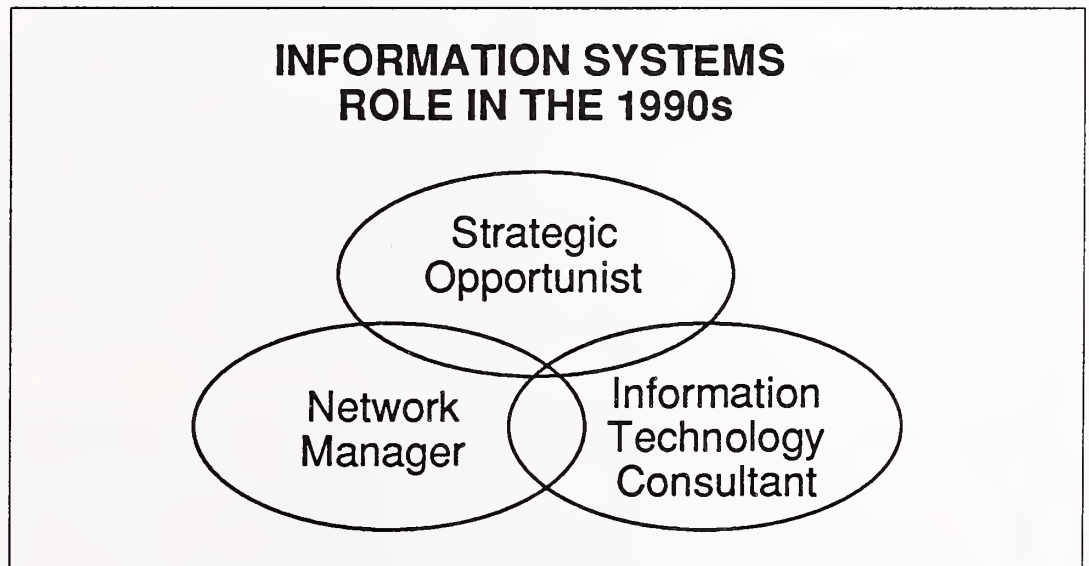 INFORMATION SYSTEMS
ROLE IN THE 1990s
Strategic
Opportunist
Network
Manager
Information
Technology
Consultant